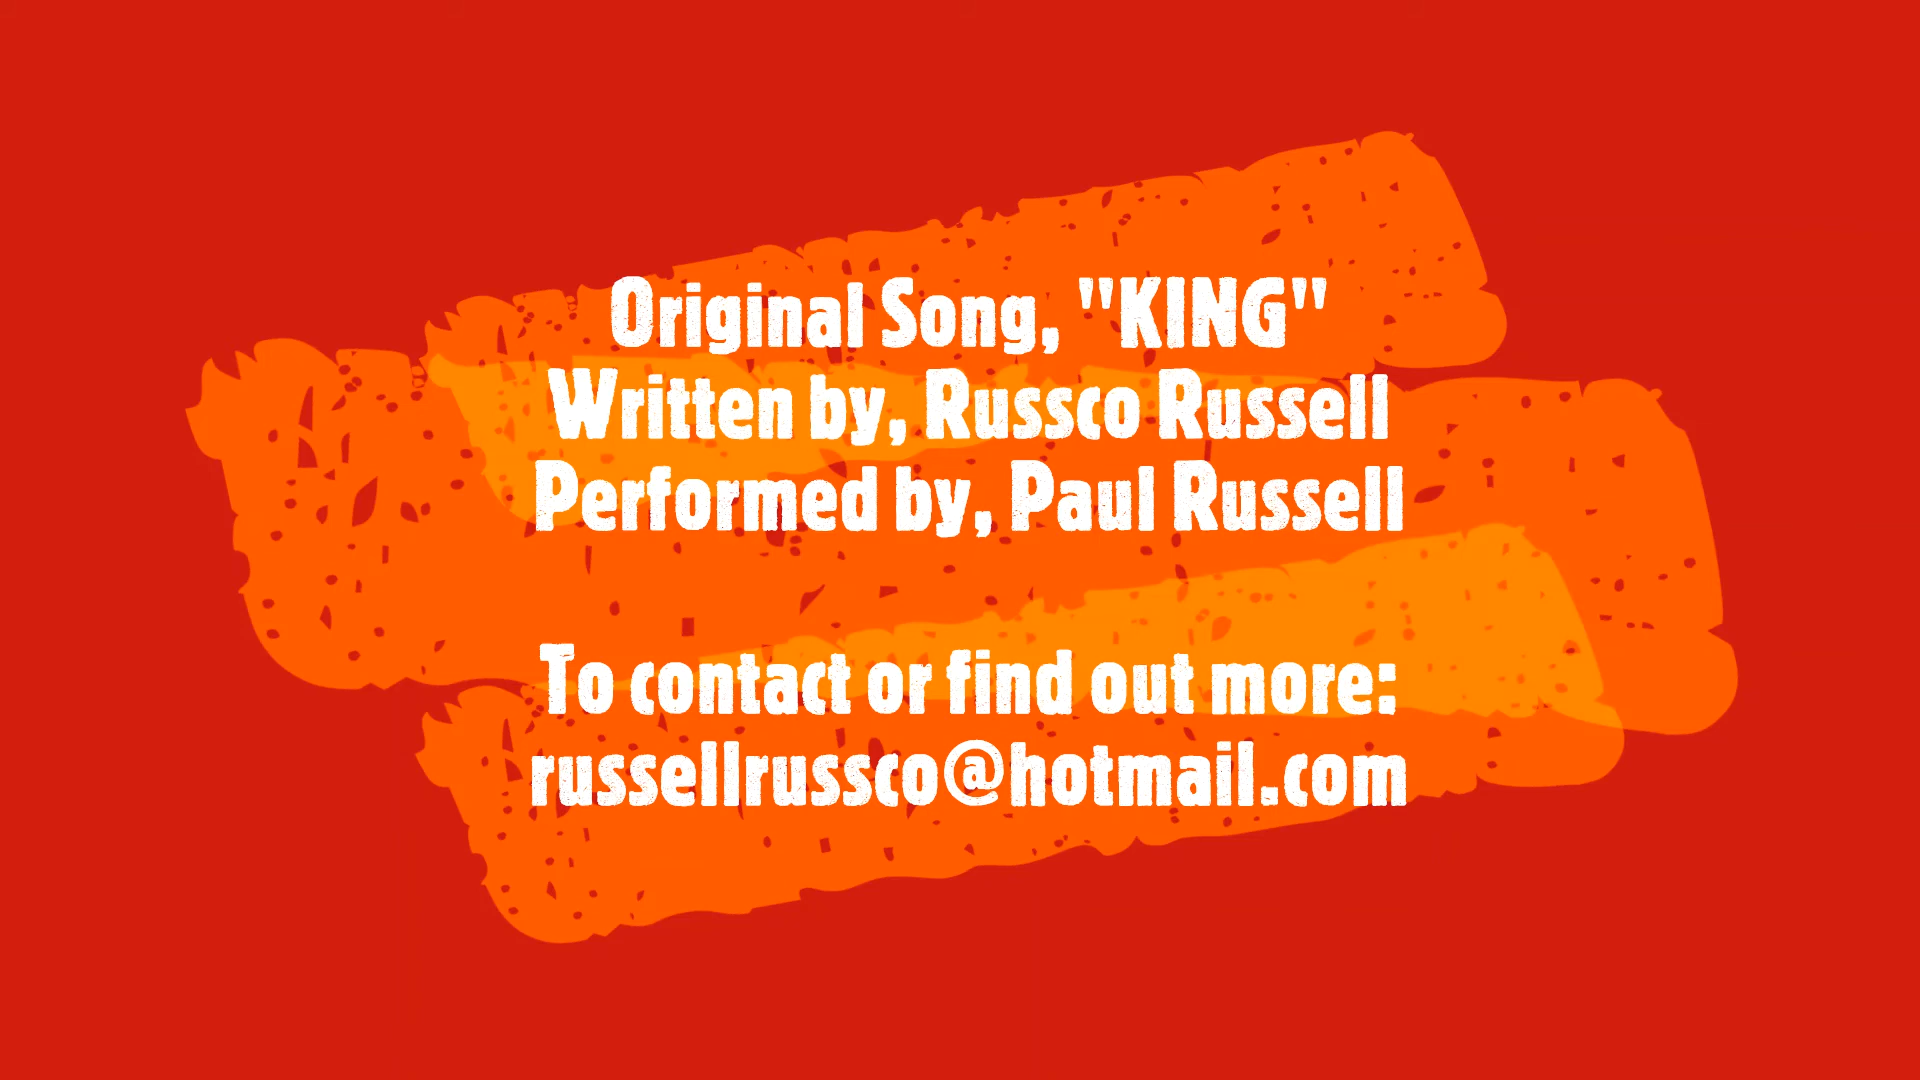 Original Song, "KING"
Written by, Russco Russell
Performed by, Paul Russell
To contact or find out more:
russellrussco@hotmail.com